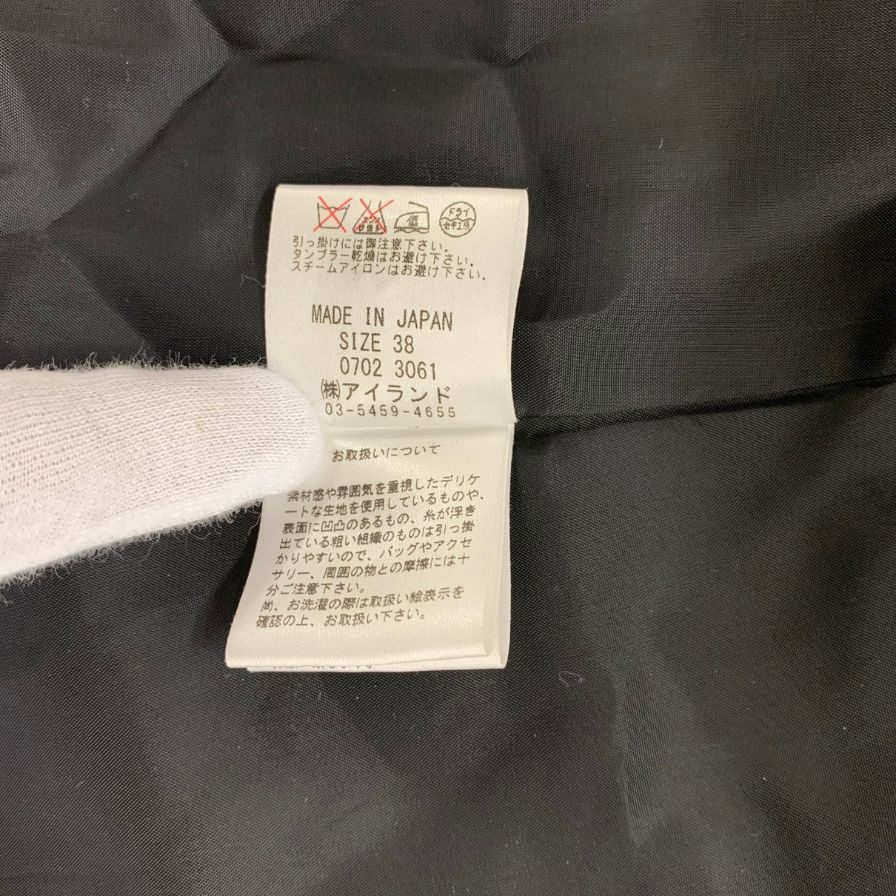 エンソ
サラシ
低
ドライ
セキユ系
引っ掛けには御注意下さい。
タンブラー乾燥はお避け下さい。
スチームアイロンはお避け下さい。
MADE IN JAPAN
SIZE 38
0702 3061
㈱アイランド
03-5459-4655
お取扱いについて
素材感や雰囲気を重視したデリケ
ートな生地を使用しているものや、
表面に凹凸のあるもの、糸が浮き
出ている粗い組織のものは引っ掛
かりやすいので、バッグやアクセ
サリー、周囲の物との摩擦には十
分ご注意下さい。
尚、お洗濯の際は取扱い絵表示を
確認の上、お取扱い下さい。